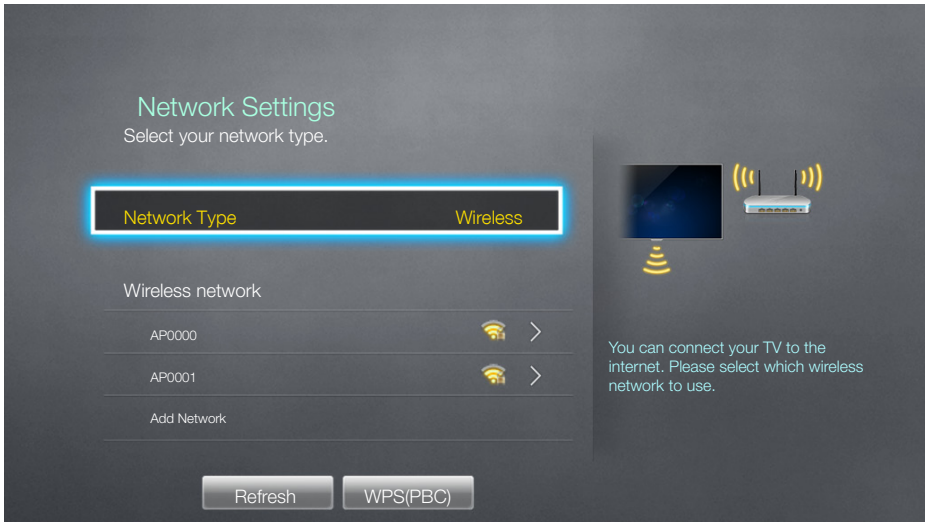 Network Settings
Select your network type.
Network Type Wireless
Wireless network
AP0000
AP0001
Add Network
Refresh WPS(PBC)
You can connect your TV to the
internet. Please select which wireless
network to use.